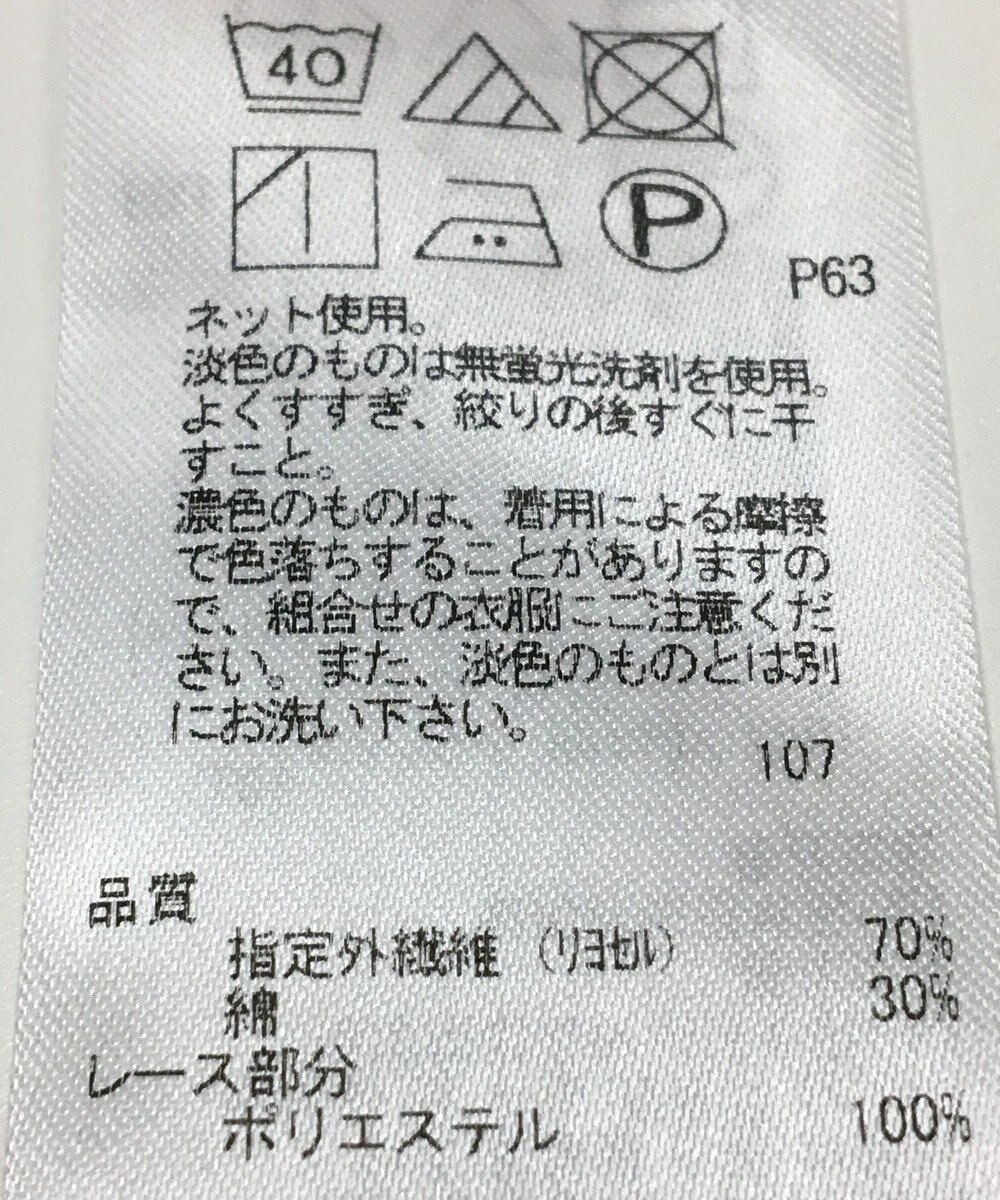 40
P
P63
ネット使用。
淡色のものは無蛍光洗剤を使用。
よくすすぎ、絞りの後すぐに干
すこと。
濃色のものは、着用による摩擦
で色落ちすることがありますの
で、組合せの衣服にご注意くだ
さい。また、淡色のものとは別
にお洗い下さい。
107
品質
指定外繊維（リヨセル） 70%
綿 30%
レース部分
ポリエステル 100%